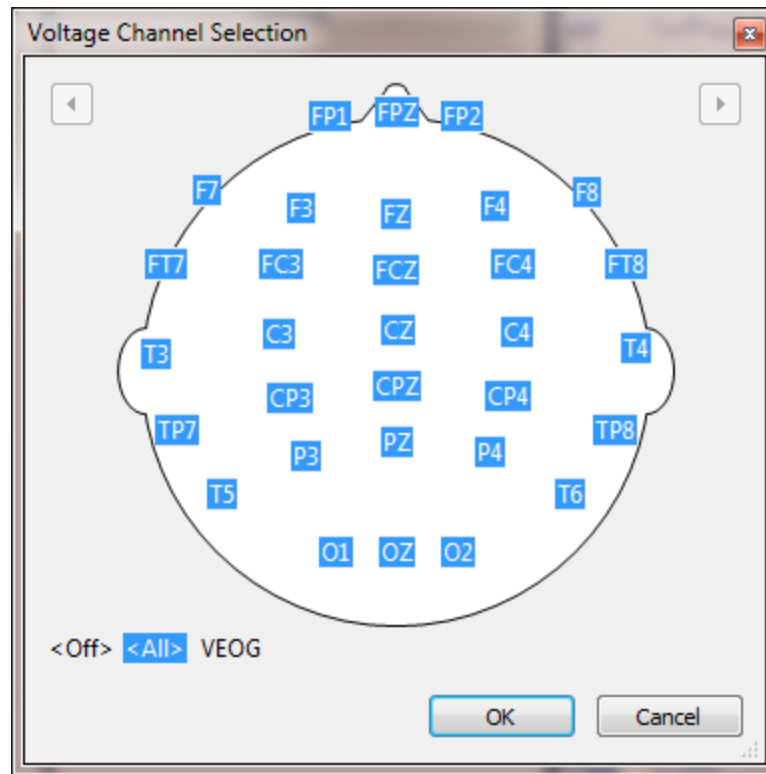 Voltage Channel Selection
FP1 FPZ FP2
F7 F3 FZ F4 F8
FT7 FC3 FCZ FC4 FT8
T3 C3 CZ C4 T4
CP3 CPZ CP4
TP7 P3 PZ P4 TP8
T5 T6
O1 OZ O2
<Off> <All> VEOG
OK Cancel